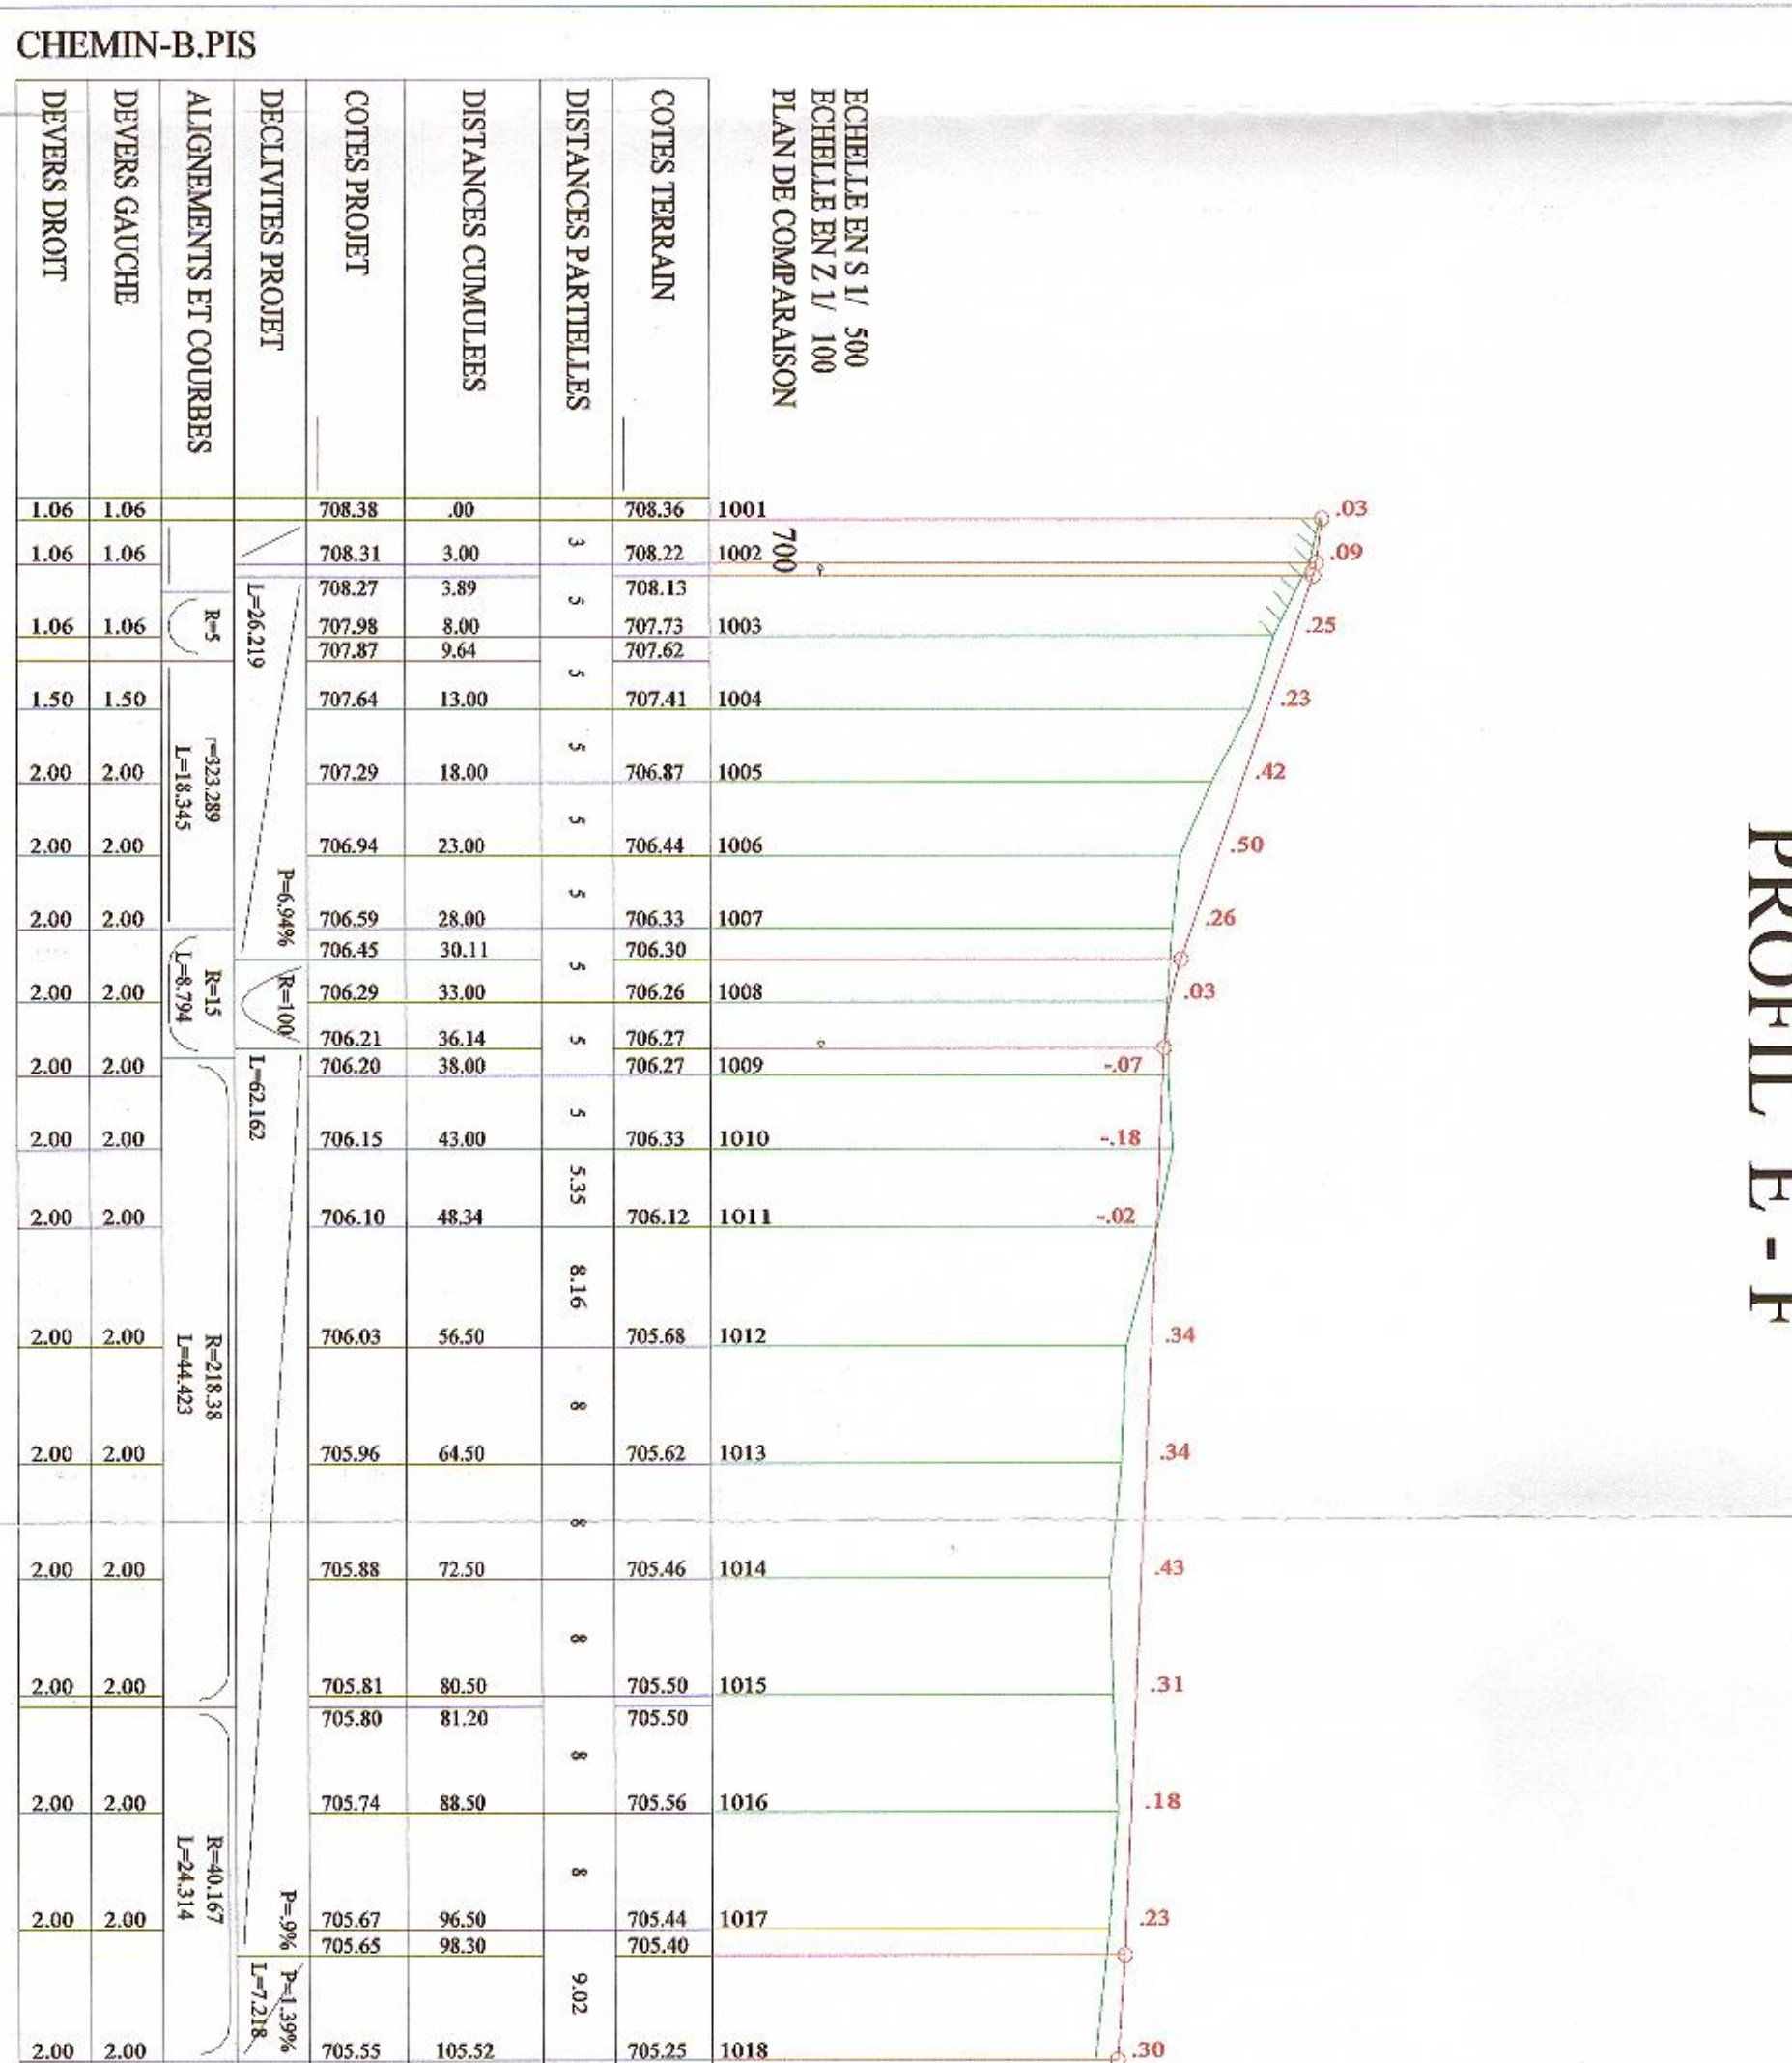 CHEMIN-B.PIS
PROFIL E - F
ECHELLE EN S 1/ 500
ECHELLE EN Z 1/ 100
PLAN DE COMPARAISON 700
DEVERS DROIT DEVERS GAUCHE ALIGNEMENTS ET COURBES DECLIVITES PROJET COTES PROJET DISTANCES CUMULEES DISTANCES PARTIELLES COTES TERRAIN
1.06 1.06 708.38 .00 708.36 1001 .03
3
1.06 1.06 708.31 3.00 708.22 1002 .09
708.27 3.89 708.13
5
R=5 L=26.219
1.06 1.06 707.98 8.00 707.73 1003 .25
707.87 9.64 707.62
5
1.50 1.50 707.64 13.00 707.41 1004 .23
5
r=323.289
L=18.345
2.00 2.00 707.29 18.00 706.87 1005 .42
5
2.00 2.00 706.94 23.00 706.44 1006 .50
5
P=6.94%
2.00 2.00 706.59 28.00 706.33 1007 .26
706.45 30.11 706.30
5
R=15
L=8.794
R=100
2.00 2.00 706.29 33.00 706.26 1008 .03
5
706.21 36.14 706.27
2.00 2.00 706.20 38.00 706.27 1009 -.07
L=62.162
5
2.00 2.00 706.15 43.00 706.33 1010 -.18
5.35
2.00 2.00 706.10 48.34 706.12 1011 -.02
8.16
2.00 2.00 706.03 56.50 705.68 1012 .34
R=218.38
L=44.423
8
2.00 2.00 705.96 64.50 705.62 1013 .34
8
2.00 2.00 705.88 72.50 705.46 1014 .43
8
2.00 2.00 705.81 80.50 705.50 1015 .31
705.80 81.20 705.50
8
2.00 2.00 705.74 88.50 705.56 1016 .18
8
R=40.167
L=24.314
P=.9%
2.00 2.00 705.67 96.50 705.44 1017 .23
705.65 98.30 705.40
9.02
P=1.39%
L=7.218
2.00 2.00 705.55 105.52 705.25 1018 .30